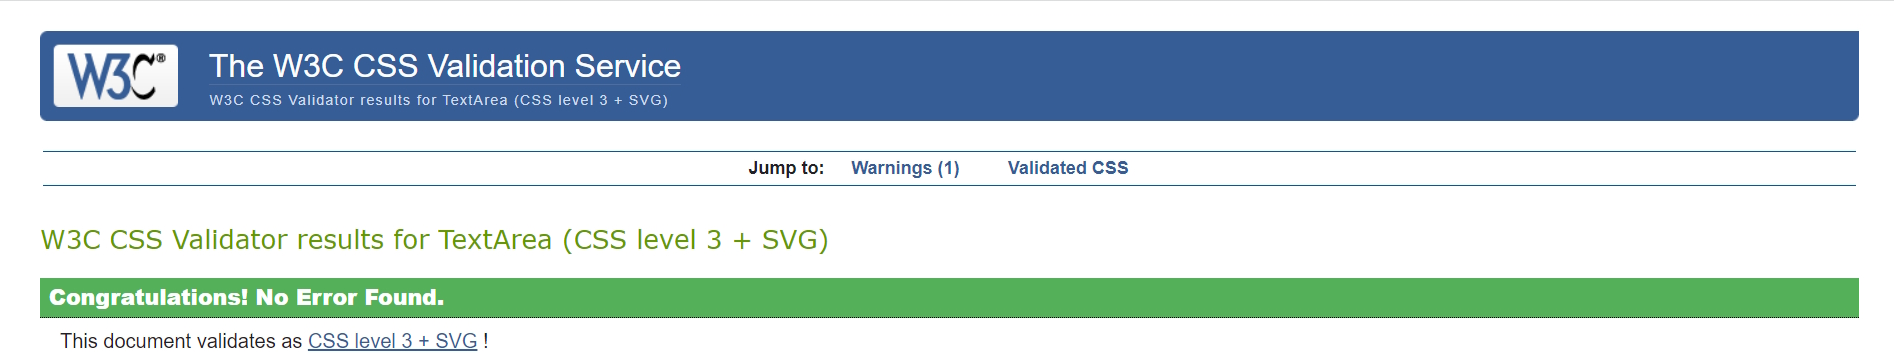 W3C®
The W3C CSS Validation Service
W3C CSS Validator results for TextArea (CSS level 3 + SVG)
Jump to: Warnings (1) Validated CSS
W3C CSS Validator results for TextArea (CSS level 3 + SVG)
Congratulations! No Error Found.
This document validates as CSS level 3 + SVG !